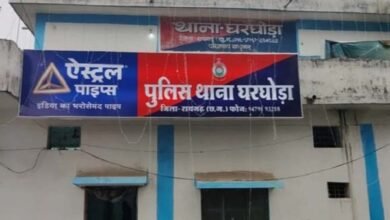 थाना-घरघोड़ा
ऐस्ट्रल
पाइप्स
इंडिया का भरोसेमंद पाइप
पुलिस थाना घरघोड़ा
जिला-रायगढ़ (छ.ग.) फोन: